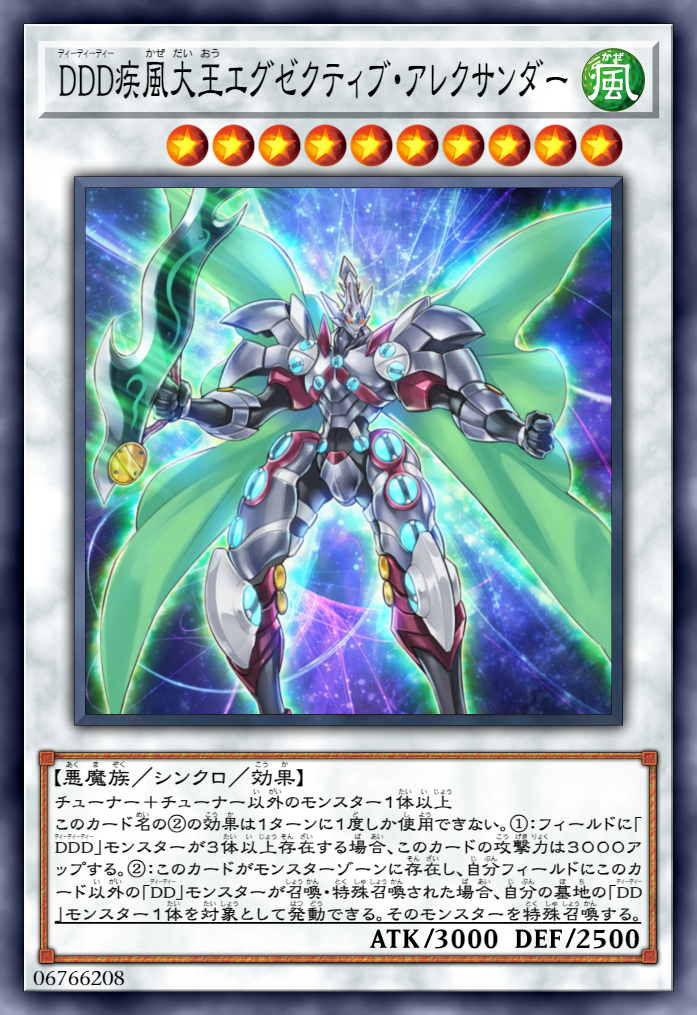 DDD疾風大王エグゼクティブ・アレクサンダー
風
【悪魔族／シンクロ／効果】
チューナー＋チューナー以外のモンスター１体以上
このカード名の②の効果は１ターンに１度しか使用できない。①：フィールドに「
DDD」モンスターが３体以上存在する場合、このカードの攻撃力は３０００ア
ップする。②：このカードがモンスターゾーンに存在し、自分フィールドにこのカ
ード以外の「DD」モンスターが召喚・特殊召喚された場合、自分の墓地の「DD
」モンスター１体を対象として発動できる。そのモンスターを特殊召喚する。
ATK/3000 DEF/2500
06766208